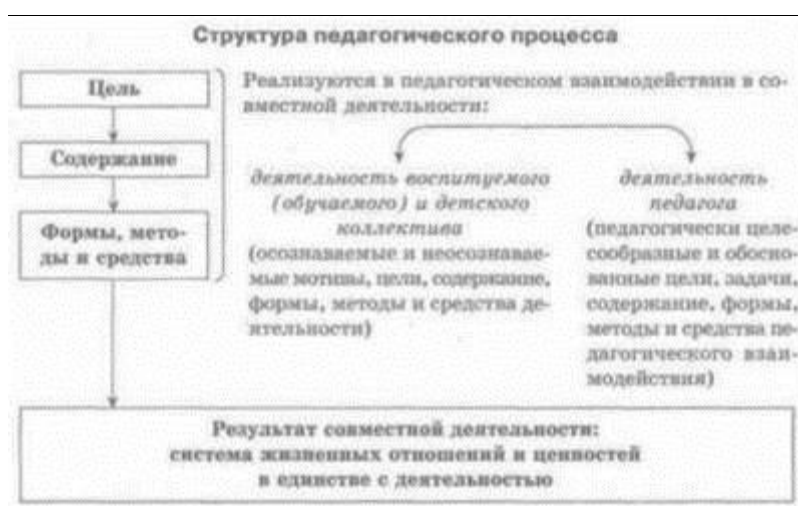 Структура педагогического процесса
Цель
Содержание
Формы, мето-
ды и средства
Реализуются в педагогическом взаимодействии в со-
вместной деятельности:
деятельность воспитуемого
(обучаемого) и детского
коллектива
(осознаваемые и неосознавае-
мые мотивы, цели, содержание,
формы, методы и средства де-
ятельности)
деятельность
педагога
(педагогически целе-
сообразные и обосно-
ванные цели, задачи,
содержание, формы,
методы и средства пе-
дагогического взаи-
модействия)
Результат совместной деятельности:
система жизненных отношений и ценностей
в единстве с деятельностью